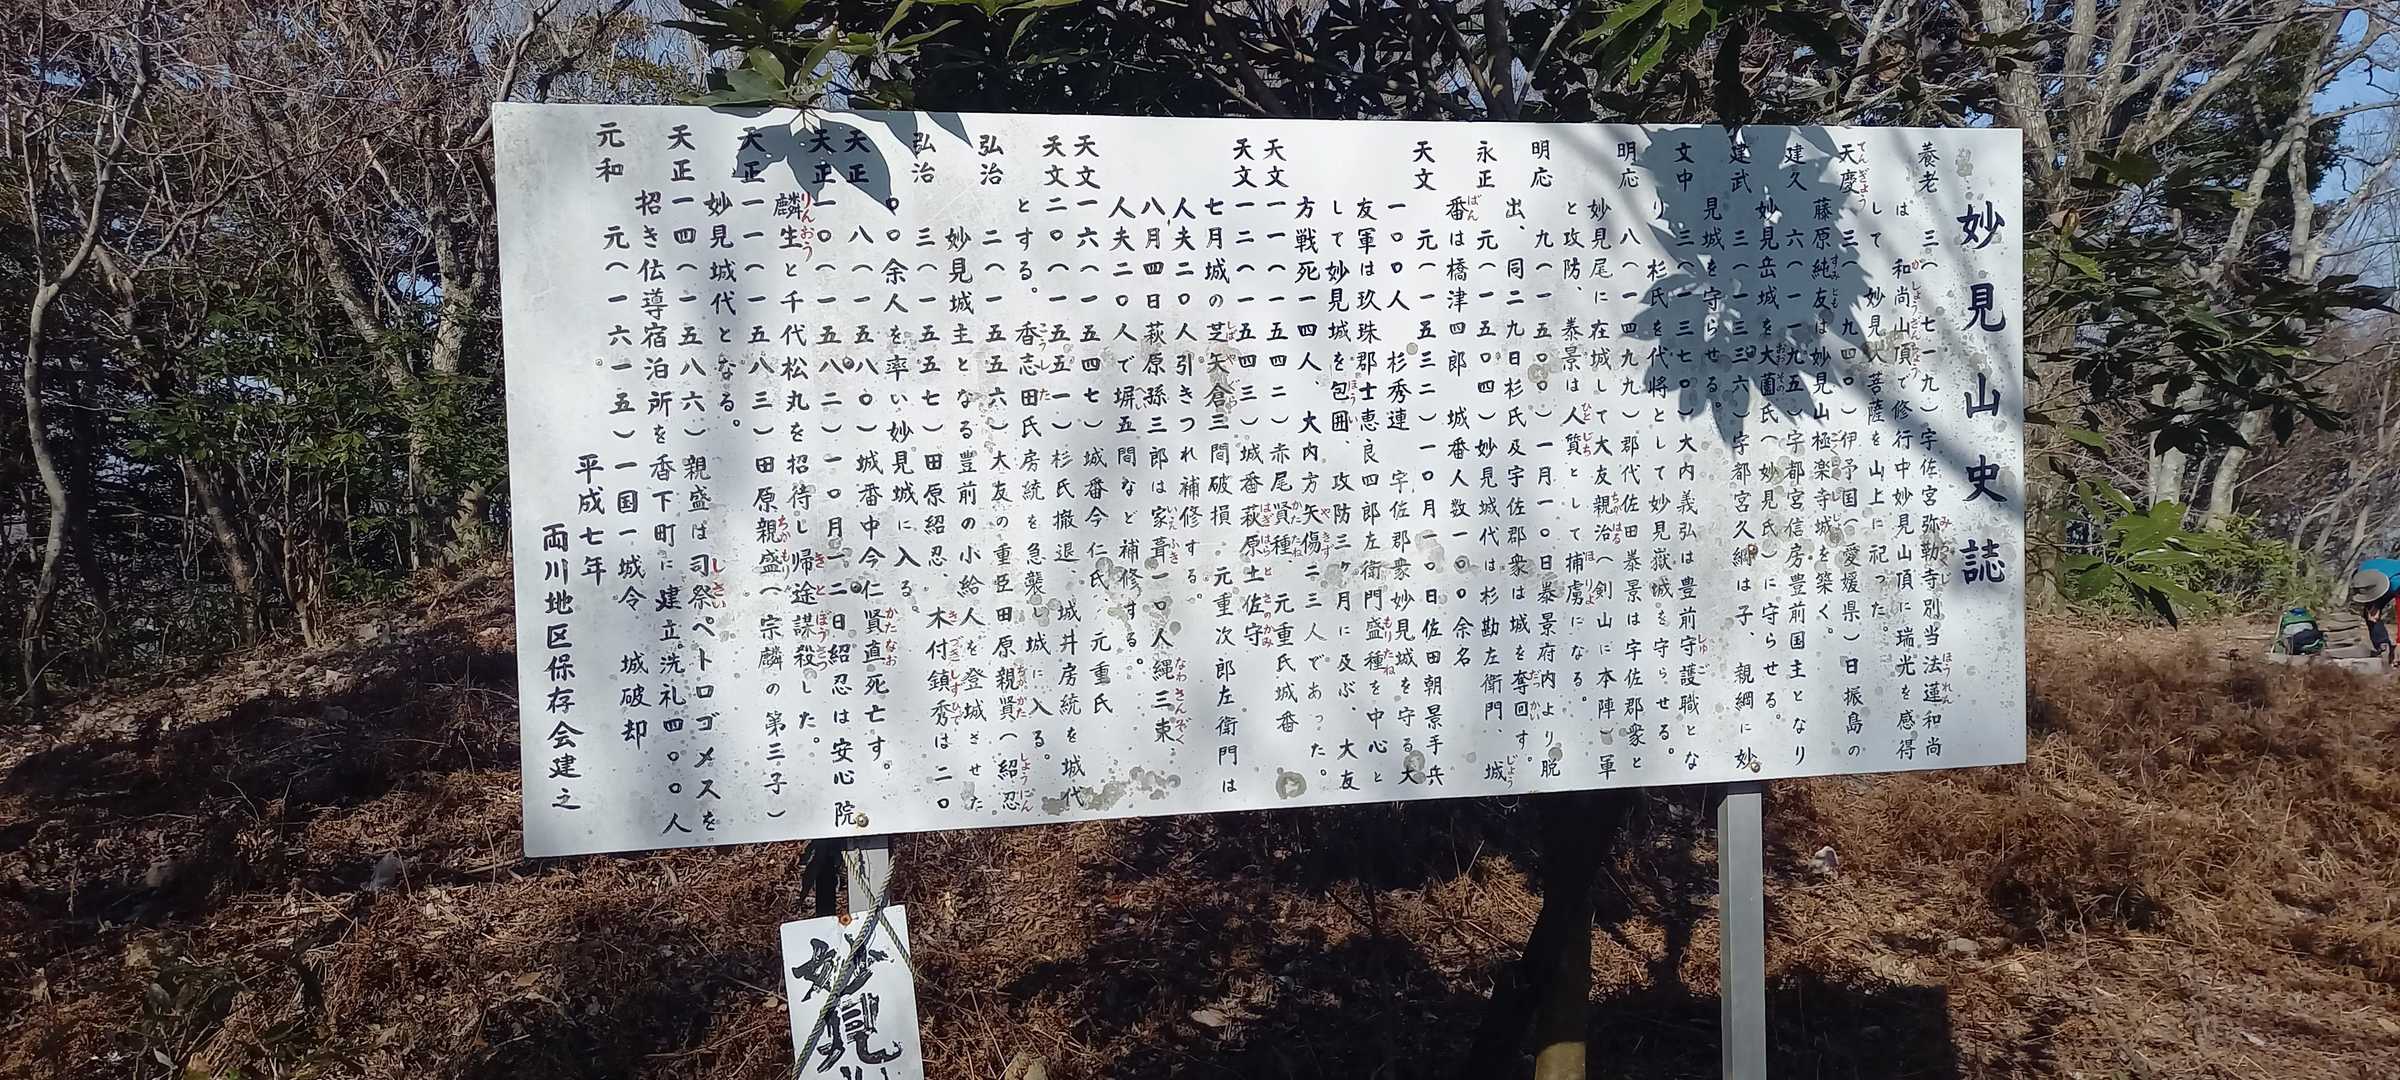 妙見山史誌
養老 三(七一九)宇佐宮弥勒寺別当法蓮和尚
は 和尚山頂で修行中妙見山頂に瑞光を感得
して 妙見大菩薩を山上に祀った。
天慶 三(九四〇)伊予国(愛媛県)日振島の
藤原純友は妙見山極楽寺城を築く。
建久 六(一一九五)宇都宮信房豊前国主となり
妙見岳城を大薗氏(妙見氏)に守らせる。
建武 三(一三三六)宇都宮久綱は子、親綱に妙
見城を守らせる。
文中 三(一三七〇)大内義弘は豊前守護職とな
り杉氏を代将として妙見嶽城を守らせる。
明応 八(一四九九)郡代佐田泰景は宇佐郡衆と
妙見尾に在城して大友親治(剣山に本陣)軍
と攻防、泰景は人質として捕虜になる。
明応 九(一五〇〇)一月一〇日泰景府内より脱
出、同二九日杉氏及宇佐郡衆は城を奪回す。
永正 元(一五〇四)妙見城代は杉勘左衛門、城
番は橋津四郎 城番人数一〇〇余名
天文 元(一五三二)一〇月一〇日佐田朝景手兵
一〇〇人 杉秀連 宇佐郡衆妙見城を守る大
友軍は玖珠郡士恵良四郎左衛門盛種を中心と
して妙見城を包囲、攻防三ヶ月に及ぶ、大友
方戦死一四人、大内方矢傷二三人であった。
天文一一(一五四二)赤尾賢種、元重氏城番
天文一二(一五四三)城番萩原土佐守
七月城の芝矢倉三間破損 元重次郎左衛門は
人夫二〇人引きつれ補修する。
八月四日萩原孫三郎は家葺一〇人縄三束
人夫二〇人で塀五間など補修する。
天文一六(一五四七)城番今仁氏、元重氏
天文二〇(一五五一)杉氏撤退 城井房統を城代
とする。香志田氏房統を急襲し城に入る。
弘治 二(一五五六)大友の重臣田原親賢(紹忍)
妙見城主となる豊前の小給人を登城させた
弘治 三(一五五七)田原紹忍、木付鎮秀は二〇
〇〇余人を率い妙見城に入る。
天正 八(一五八〇)城番中今仁賢直死亡す。
天正一〇(一五八二)一〇月一二日紹忍は安心院
麟生と千代松丸を招待し帰途謀殺した。
天正一一(一五八三)田原親盛(宗麟の第三子)
妙見城代となる。
天正一四(一五八六)親盛は司祭ペトロゴメスを
招き伝導宿泊所を香下町に建立。洗礼四〇〇人
元和 元(一六一五)一国一城令 城破却
平成七年
両川地区保存会建之
妙見